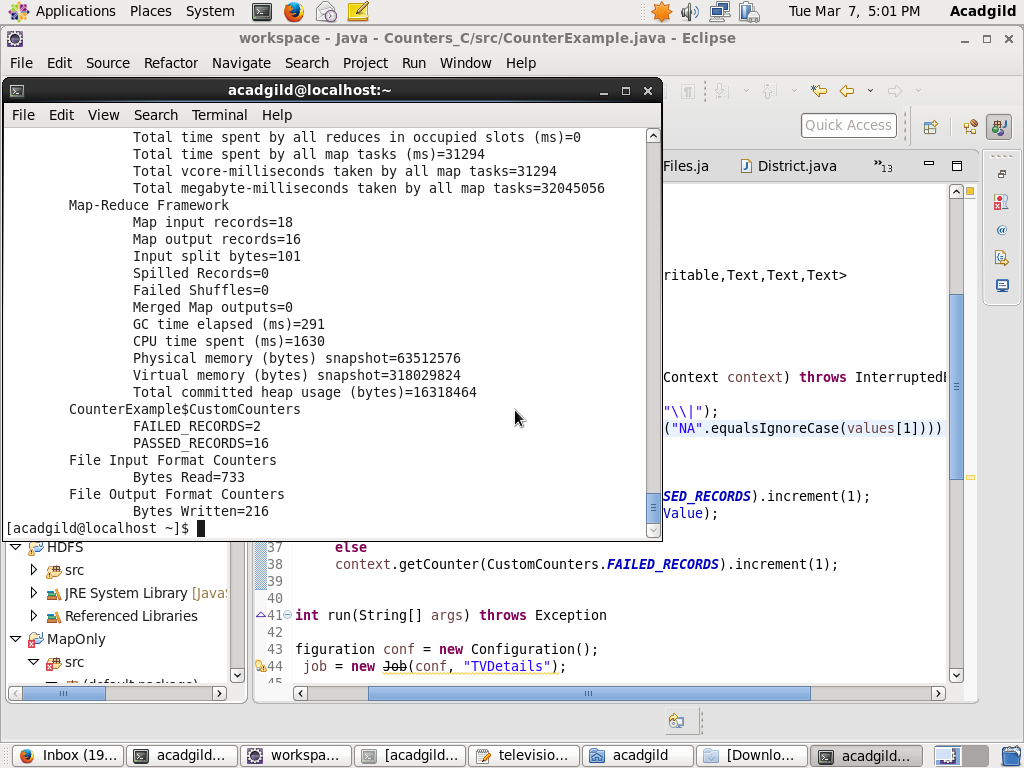 Applications Places System Tue Mar 7, 5:01 PM Acadgild
workspace - Java - Counters_C/src/CounterExample.java - Eclipse
File Edit Source Refactor Navigate Search Project Run Window Help
acadgild@localhost:~
File Edit View Search Terminal Help
Total time spent by all reduces in occupied slots (ms)=0
Total time spent by all map tasks (ms)=31294
Total vcore-milliseconds taken by all map tasks=31294
Total megabyte-milliseconds taken by all map tasks=32045056
Map-Reduce Framework
Map input records=18
Map output records=16
Input split bytes=101
Spilled Records=0
Failed Shuffles=0
Merged Map outputs=0
GC time elapsed (ms)=291
CPU time spent (ms)=1630
Physical memory (bytes) snapshot=63512576
Virtual memory (bytes) snapshot=318029824
Total committed heap usage (bytes)=16318464
CounterExample$CustomCounters
FAILED_RECORDS=2
PASSED_RECORDS=16
File Input Format Counters
Bytes Read=733
File Output Format Counters
Bytes Written=216
[acadgild@localhost ~]$
Quick Access
Files.ja District.java »13
ritable,Text,Text,Text>
Context context) throws Interrupted
"\\|");
("NA".equalsIgnoreCase(values[1])))
SED_RECORDS).increment(1);
Value);
37 else
38 context.getCounter(CustomCounters.FAILED_RECORDS).increment(1);
39
40
41 int run(String[] args) throws Exception
42
43 figuration conf = new Configuration();
44 job = new Job(conf, "TVDetails");
45
HDFS
src
JRE System Library [Java
Referenced Libraries
MapOnly
src
(default package)
Inbox (19... acadgild... workspa... [acadgild... televisio... acadgild [Downlo... acadgild...